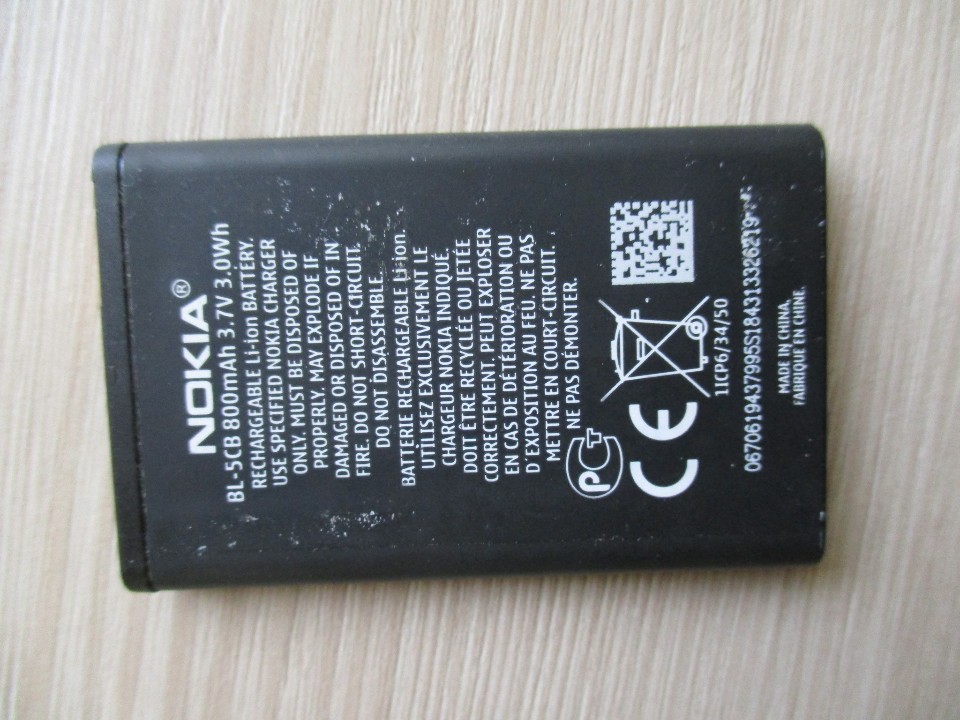 NOKIA®
BL-5CB 800mAh 3.7V 3.0Wh
RECHARGEABLE Li-ion BATTERY.
USE SPECIFIED NOKIA CHARGER
ONLY. MUST BE DISPOSED OF
PROPERLY. MAY EXPLODE IF
DAMAGED OR DISPOSED OF IN
FIRE. DO NOT SHORT-CIRCUIT.
DO NOT DISASSEMBLE.
BATTERIE RECHARGEABLE Li-ion.
UTILISEZ EXCLUSIVEMENT LE
CHARGEUR NOKIA INDIQUÉ.
DOIT ÊTRE RECYCLÉE OU JETÉE
CORRECTEMENT. PEUT EXPLOSER
EN CAS DE DÉTÉRIORATION OU
D'EXPOSITION AU FEU. NE PAS
METTRE EN COURT-CIRCUIT.
NE PAS DÉMONTER.
PCT
CE
1ICP6/34/50
MADE IN CHINA.
FABRIQUE EN CHINE.